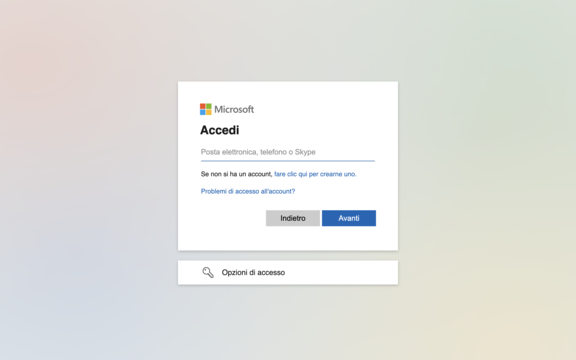 Microsoft
Accedi
Posta elettronica, telefono o Skype
Se non si ha un account, fare clic qui per crearne uno.
Problemi di accesso all'account?
Indietro
Avanti
Opzioni di accesso